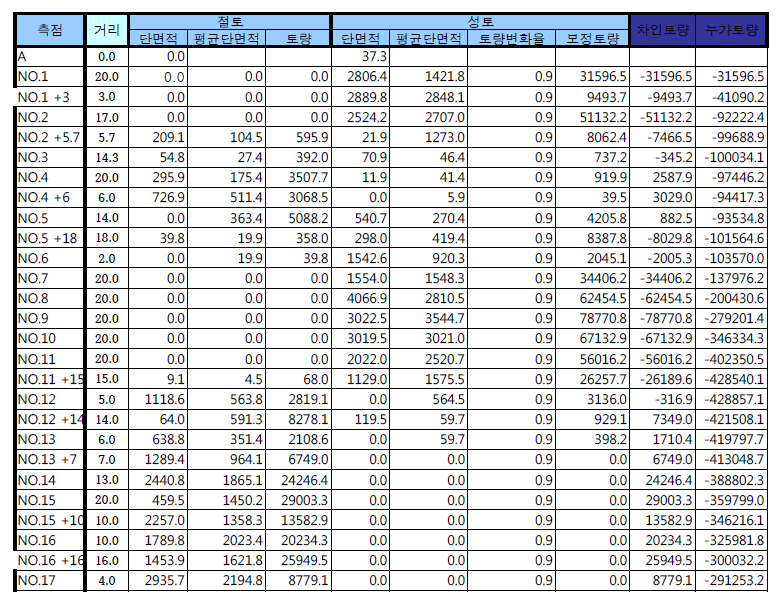 측점 거리 절토 성토 차인토량 누가토량
단면적 평균단면적 토량 단면적 평균단면적 토량변화율 보정토량
A 0.0 0.0 37.3
NO.1 20.0 0.0 0.0 0.0 2806.4 1421.8 0.9 31596.5 -31596.5 -31596.5
NO.1 +3 3.0 0.0 0.0 0.0 2889.8 2848.1 0.9 9493.7 -9493.7 -41090.2
NO.2 17.0 0.0 0.0 0.0 2524.2 2707.0 0.9 51132.2 -51132.2 -92222.4
NO.2 +5.7 5.7 209.1 104.5 595.9 21.9 1273.0 0.9 8062.4 -7466.5 -99688.9
NO.3 14.3 54.8 27.4 392.0 70.9 46.4 0.9 737.2 -345.2 -100034.1
NO.4 20.0 295.9 175.4 3507.7 11.9 41.4 0.9 919.9 2587.9 -97446.2
NO.4 +6 6.0 726.9 511.4 3068.5 0.0 5.9 0.9 39.5 3029.0 -94417.3
NO.5 14.0 0.0 363.4 5088.2 540.7 270.4 0.9 4205.8 882.5 -93534.8
NO.5 +18 18.0 39.8 19.9 358.0 298.0 419.4 0.9 8387.8 -8029.8 -101564.6
NO.6 2.0 0.0 19.9 39.8 1542.6 920.3 0.9 2045.1 -2005.3 -103570.0
NO.7 20.0 0.0 0.0 0.0 1554.0 1548.3 0.9 34406.2 -34406.2 -137976.2
NO.8 20.0 0.0 0.0 0.0 4066.9 2810.5 0.9 62454.5 -62454.5 -200430.6
NO.9 20.0 0.0 0.0 0.0 3022.5 3544.7 0.9 78770.8 -78770.8 -279201.4
NO.10 20.0 0.0 0.0 0.0 3019.5 3021.0 0.9 67132.9 -67132.9 -346334.3
NO.11 20.0 0.0 0.0 0.0 2022.0 2520.7 0.9 56016.2 -56016.2 -402350.5
NO.11 +15 15.0 9.1 4.5 68.0 1129.0 1575.5 0.9 26257.7 -26189.6 -428540.1
NO.12 5.0 1118.6 563.8 2819.1 0.0 564.5 0.9 3136.0 -316.9 -428857.1
NO.12 +14 14.0 64.0 591.3 8278.1 119.5 59.7 0.9 929.1 7349.0 -421508.1
NO.13 6.0 638.8 351.4 2108.6 0.0 59.7 0.9 398.2 1710.4 -419797.7
NO.13 +7 7.0 1289.4 964.1 6749.0 0.0 0.0 0.9 0.0 6749.0 -413048.7
NO.14 13.0 2440.8 1865.1 24246.4 0.0 0.0 0.9 0.0 24246.4 -388802.3
NO.15 20.0 459.5 1450.2 29003.3 0.0 0.0 0.9 0.0 29003.3 -359799.0
NO.15 +10 10.0 2257.0 1358.3 13582.9 0.0 0.0 0.9 0.0 13582.9 -346216.1
NO.16 10.0 1789.8 2023.4 20234.3 0.0 0.0 0.9 0.0 20234.3 -325981.8
NO.16 +16 16.0 1453.9 1621.8 25949.5 0.0 0.0 0.9 0.0 25949.5 -300032.2
NO.17 4.0 2935.7 2194.8 8779.1 0.0 0.0 0.9 0.0 8779.1 -291253.2